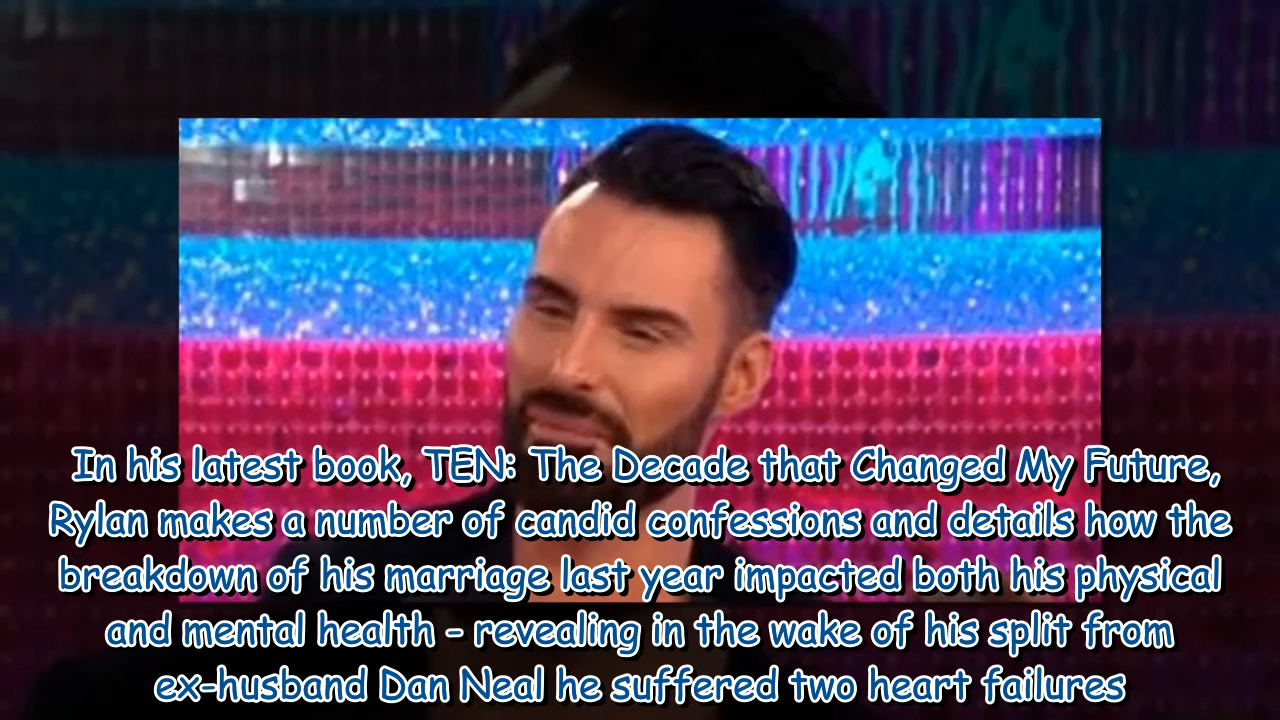 In his latest book, TEN: The Decade that Changed My Future,
Rylan makes a number of candid confessions and details how the
breakdown of his marriage last year impacted both his physical
and mental health - revealing in the wake of his split from
ex-husband Dan Neal he suffered two heart failures